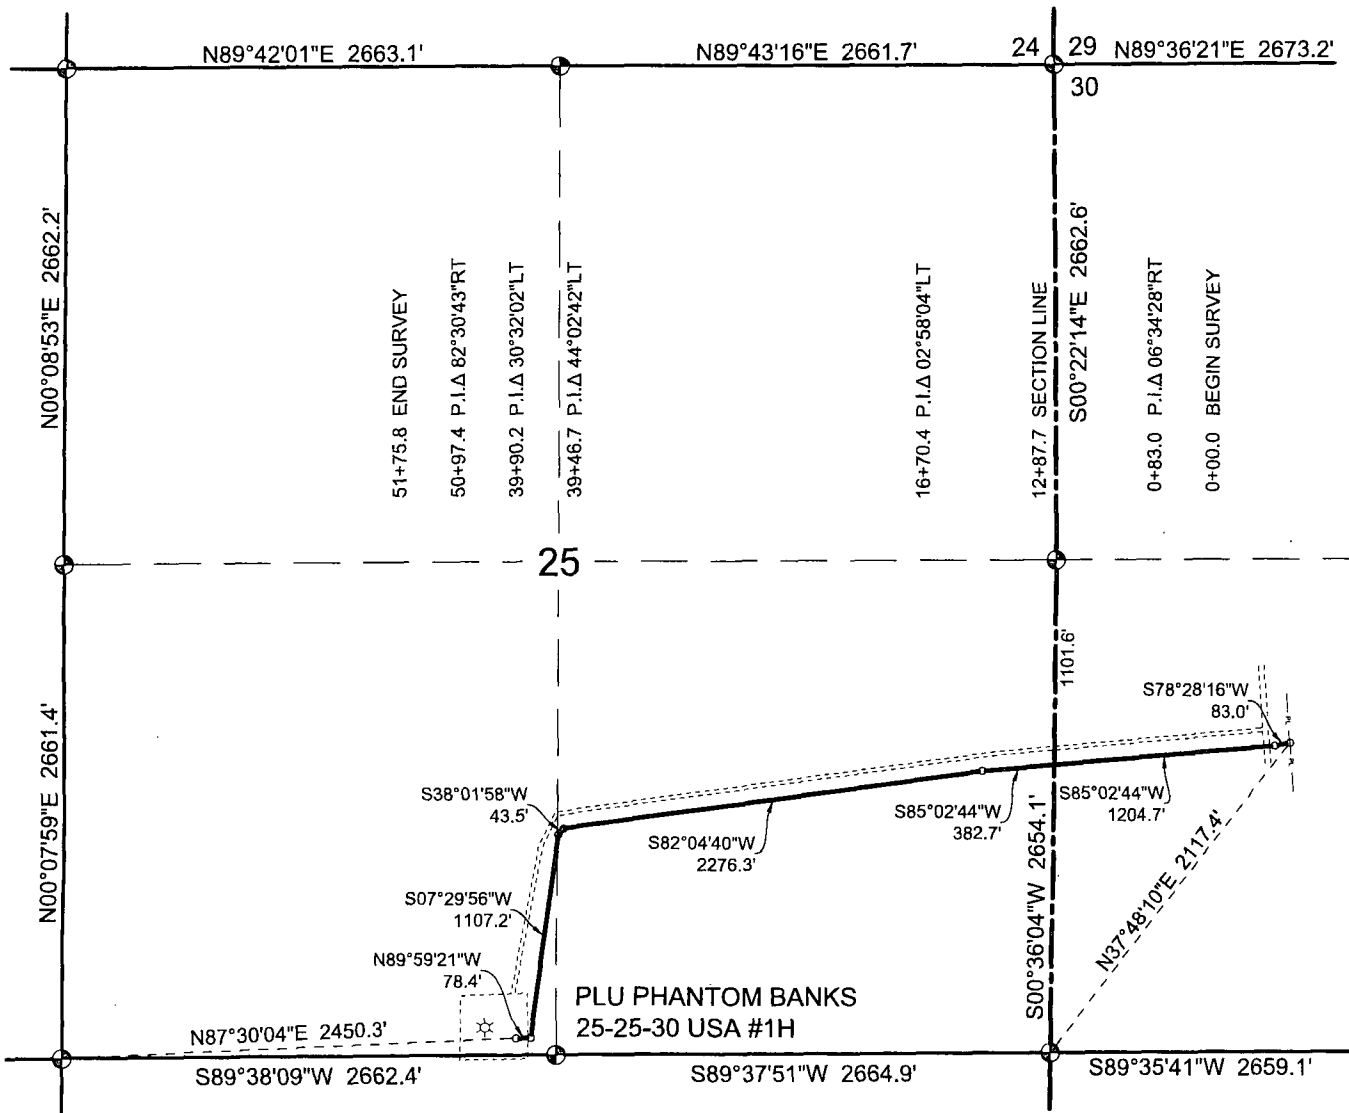 N89°42'01"E 2663.1'
N89°43'16"E 2661.7'
24
29
N89°36'21"E 2673.2'
30
N00°08'53"E 2662.2'
51+75.8 END SURVEY
50+97.4 P.I.Δ 82°30'43"RT
39+90.2 P.I.Δ 30°32'02"LT
39+46.7 P.I.Δ 44°02'42"LT
16+70.4 P.I.Δ 02°58'04"LT
12+87.7 SECTION LINE
S00°22'14"E 2662.6'
0+83.0 P.I.Δ 06°34'28"RT
0+00.0 BEGIN SURVEY
25
N00°07'59"E 2661.4'
1101.6'
S78°28'16"W
83.0'
PL
PL
S38°01'58"W
43.5'
S82°04'40"W
2276.3'
S85°02'44"W
382.7'
S85°02'44"W
1204.7'
S07°29'56"W
1107.2'
N89°59'21"W
78.4'
S00°36'04"W 2654.1'
N37°48'10"E 2117.4'
PLU PHANTOM BANKS
25-25-30 USA #1H
N87°30'04"E 2450.3'
S89°38'09"W 2662.4'
S89°37'51"W 2664.9'
S89°35'41"W 2659.1'